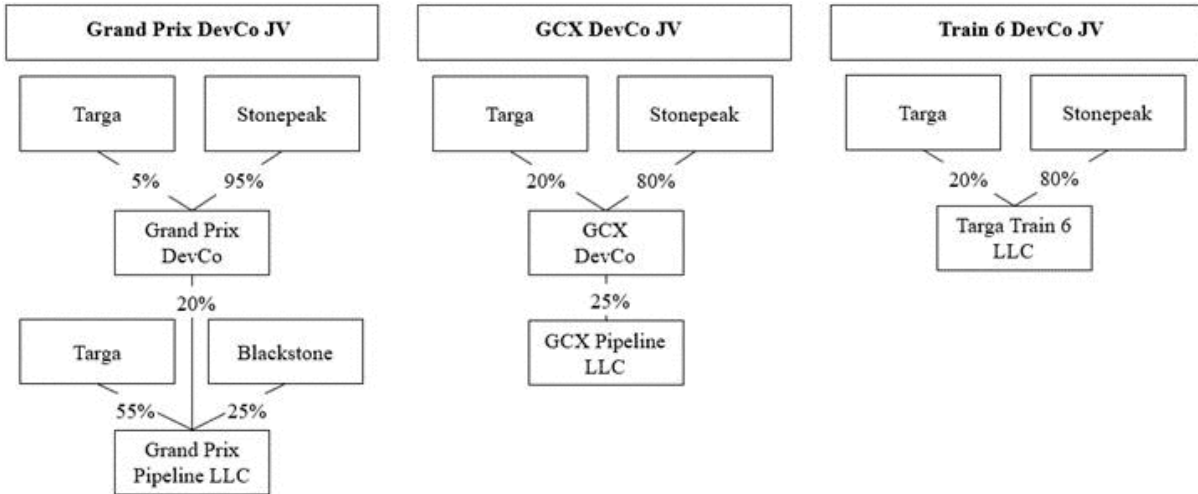 Grand Prix DevCo JV
Targa
Stonepeak
5%
95%
Grand Prix
DevCo
20%
Targa
Blackstone
55%
25%
Grand Prix
Pipeline LLC
GCX DevCo JV
Targa
Stonepeak
20%
80%
GCX
DevCo
25%
GCX Pipeline
LLC
Train 6 DevCo JV
Targa
Stonepeak
20%
80%
Targa Train 6
LLC